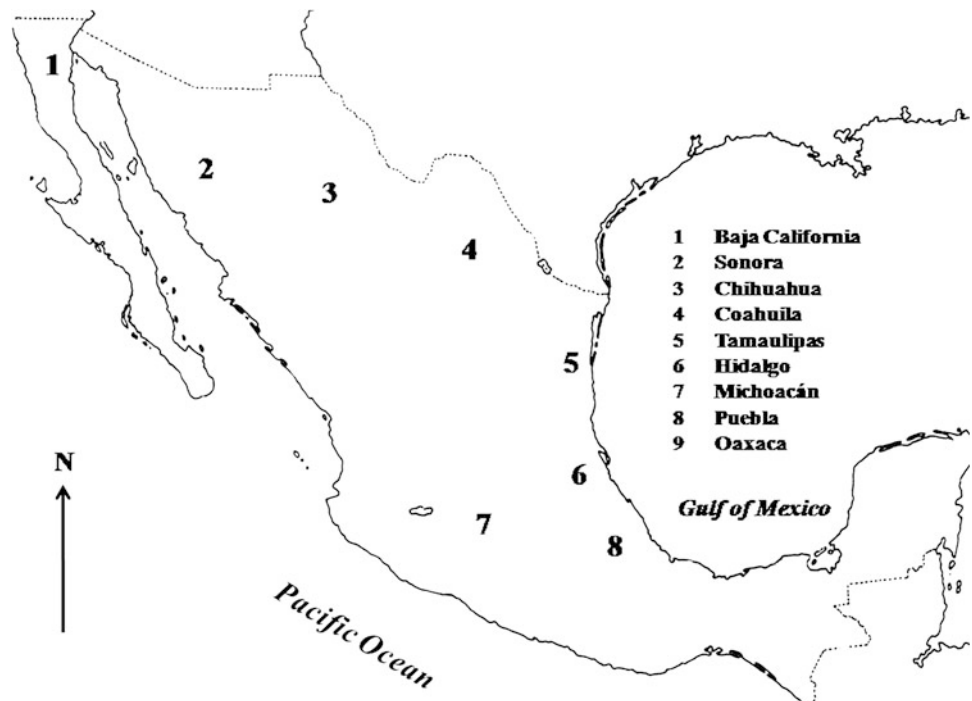 1
2
3
4
1 Baja California
2 Sonora
3 Chihuahua
4 Coahuila
5 Tamaulipas
6 Hidalgo
7 Michoacán
8 Puebla
9 Oaxaca
5
N
6
7
Gulf of Mexico
8
Pacific Ocean